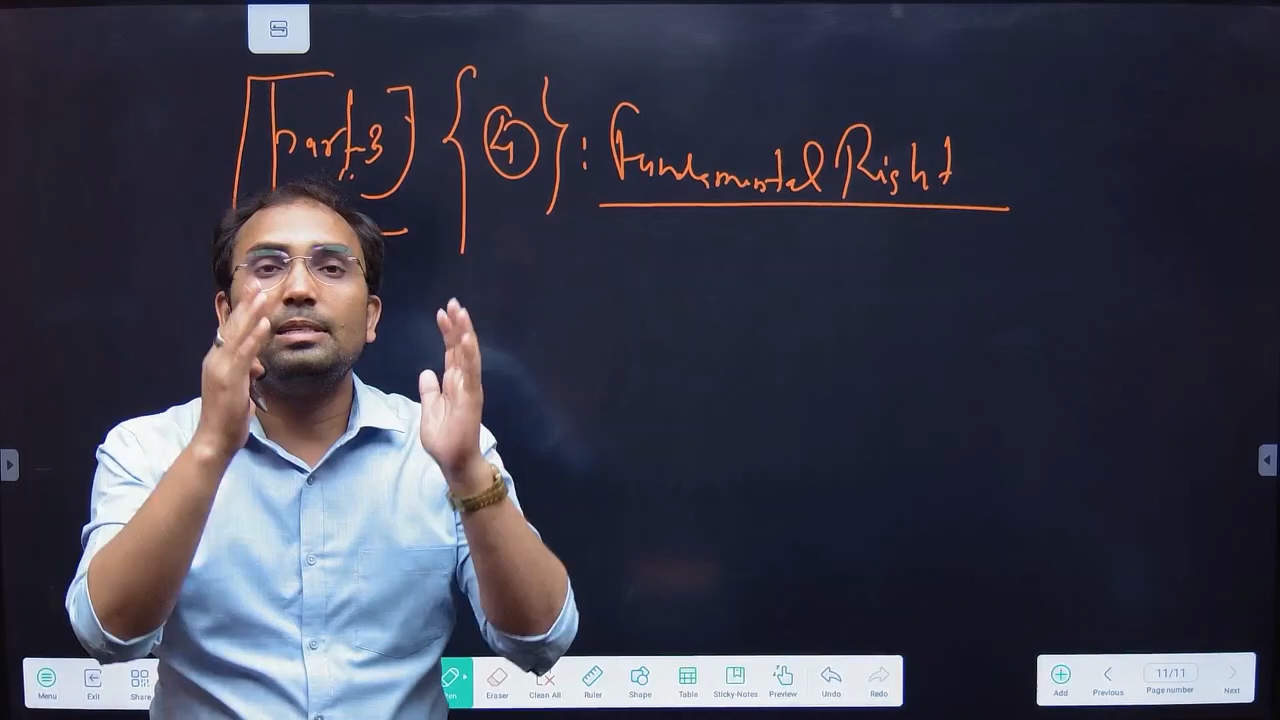 Part-3 { 4 } : Fundamental Right
Menu Exit Share Pen Eraser Clean All Ruler Shape Table Sticky-Notes Preview Undo Redo
Add Previous 11/11 Page number Next